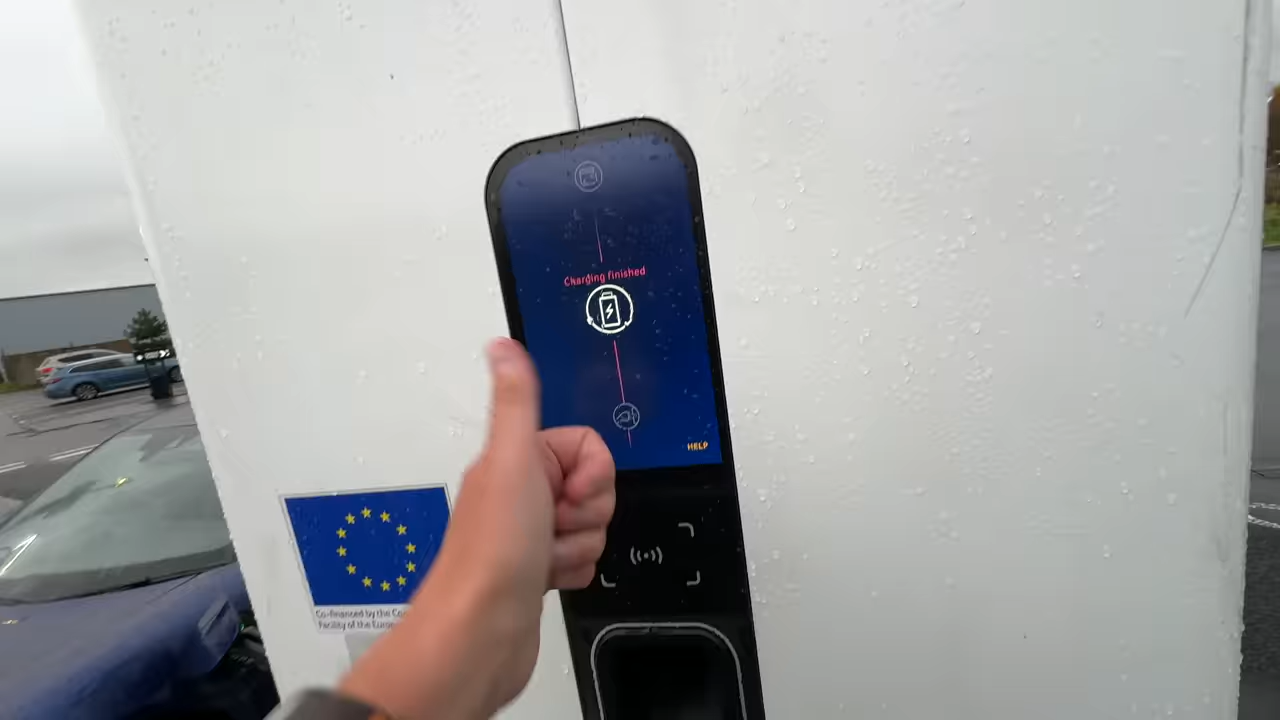 Charging finished
HELP
Co-financed by the
Facility of the